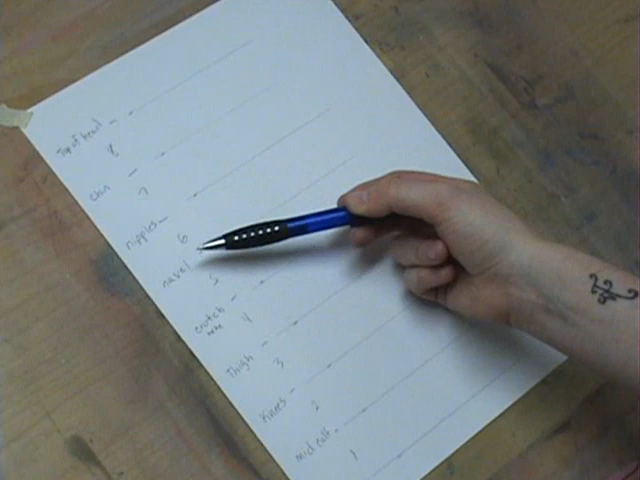 Top of head
8
chin
7
nipples
6
navel
5
crotch
4
Thigh
3
Knees
2
mid calf
1